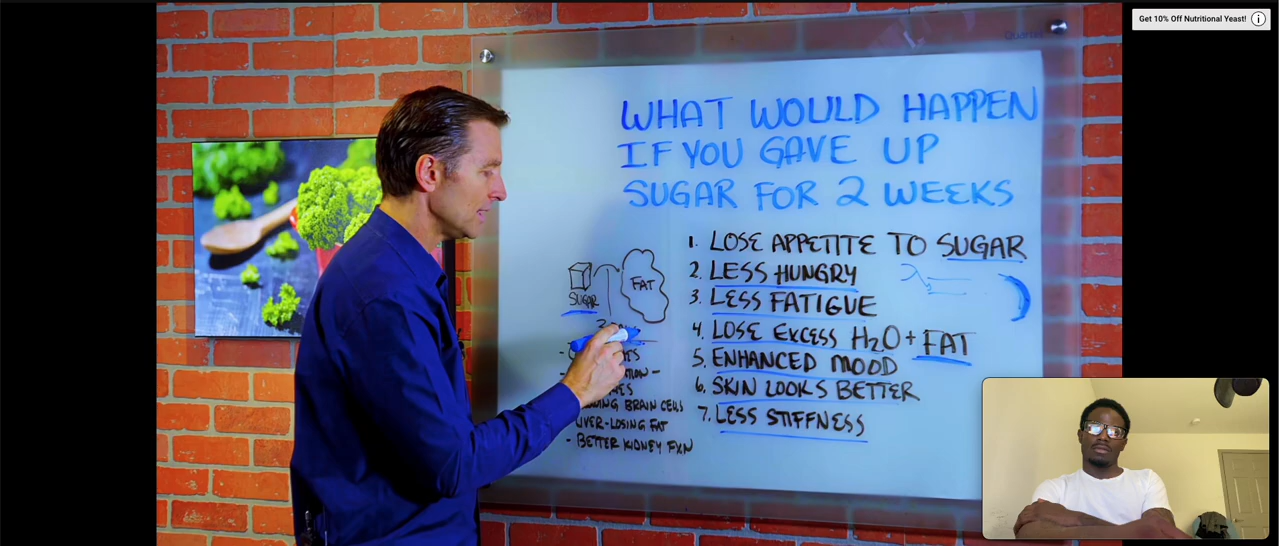 Get 10% Off Nutritional Yeast!
Quartet
WHAT WOULD HAPPEN
IF YOU GAVE UP
SUGAR FOR 2 WEEKS
1. LOSE APPETITE TO SUGAR
2. LESS HUNGRY
3. LESS FATIGUE
4. LOSE EXCESS H₂O + FAT
5. ENHANCED MOOD
6. SKIN LOOKS BETTER
7. LESS STIFFNESS
SUGAR
FAT
BRAIN CELLS
LIVER-LOSING FAT
- BETTER KIDNEY FXN